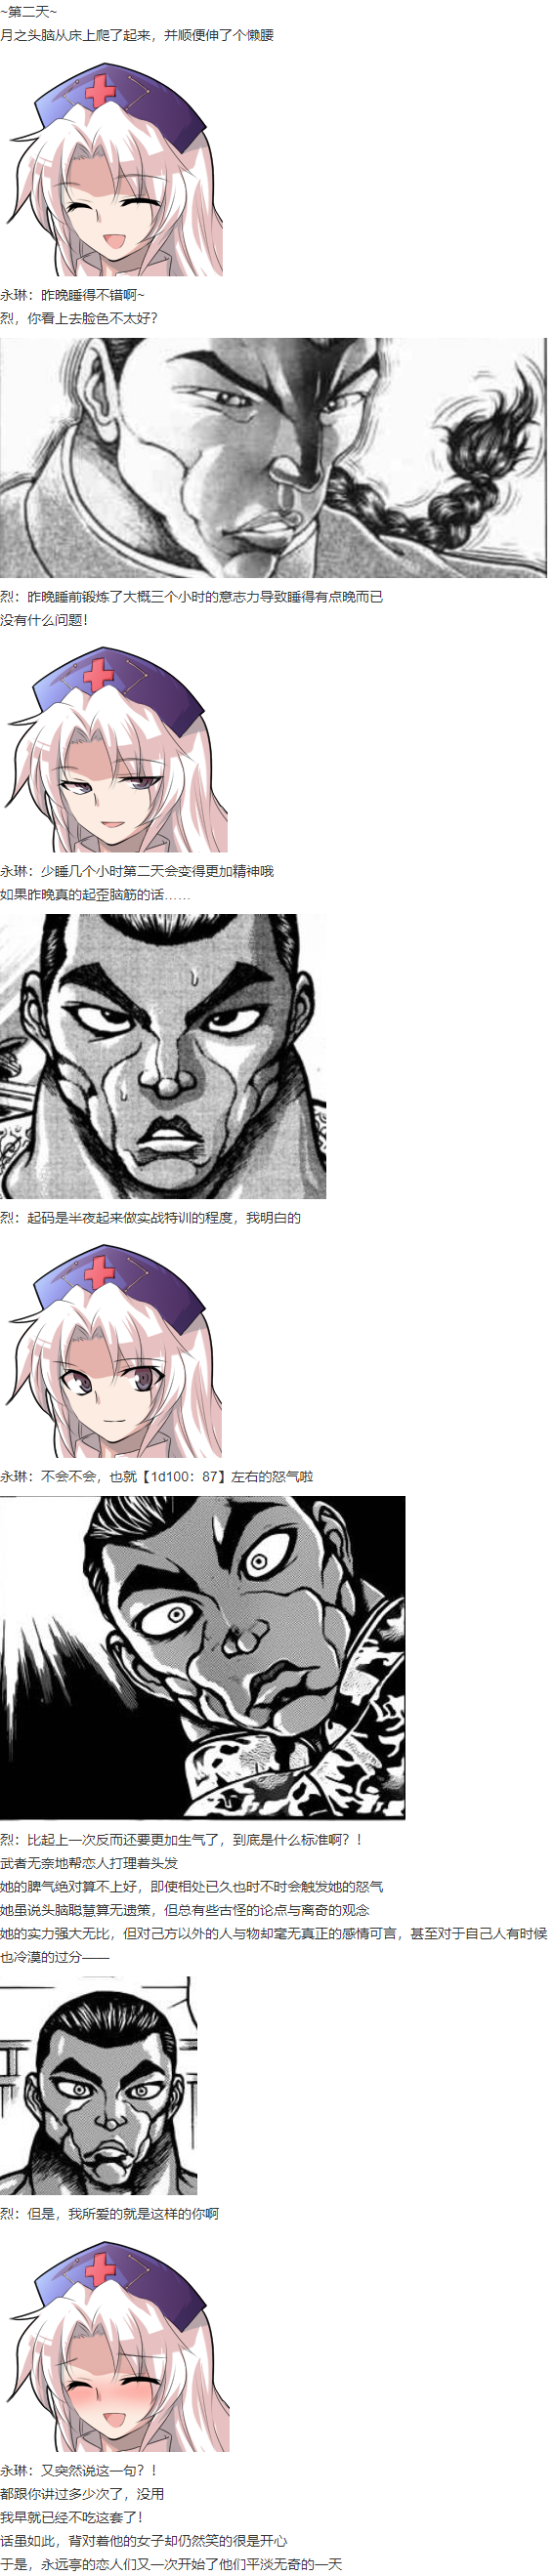 ~第二天~
月之头脑从床上爬了起来，并顺便伸了个懒腰
永琳：昨晚睡得不错啊~
烈，你看上去脸色不太好？
烈：昨晚睡前锻炼了大概三个小时的意志力导致睡得有点晚而已
没有什么问题！
永琳：少睡几个小时第二天会变得更加精神哦
如果昨晚真的起歪脑筋的话……
烈：起码是半夜起来做实战特训的程度，我明白的
永琳：不会不会，也就【1d100：87】左右的怒气啦
烈：比起上一次反而还要更加生气了，到底是什么标准啊？！
武者无奈地帮恋人打理着头发
她的脾气绝对算不上好，即使相处已久也时不时会触发她的怒气
她虽说头脑聪慧算无遗策，但总有些古怪的论点与离奇的观念
她的实力强大无比，但对己方以外的人与物却毫无真正的感情可言，甚至对于自己人有时候
也冷漠的过分——
烈：但是，我所爱的就是这样的你啊
永琳：又突然说这一句？！
都跟你讲过多少次了，没用
我早就已经不吃这套了！
话虽如此，背对着他的女子却仍然笑的很是开心
于是，永远亭的恋人们又一次开始了他们平淡无奇的一天